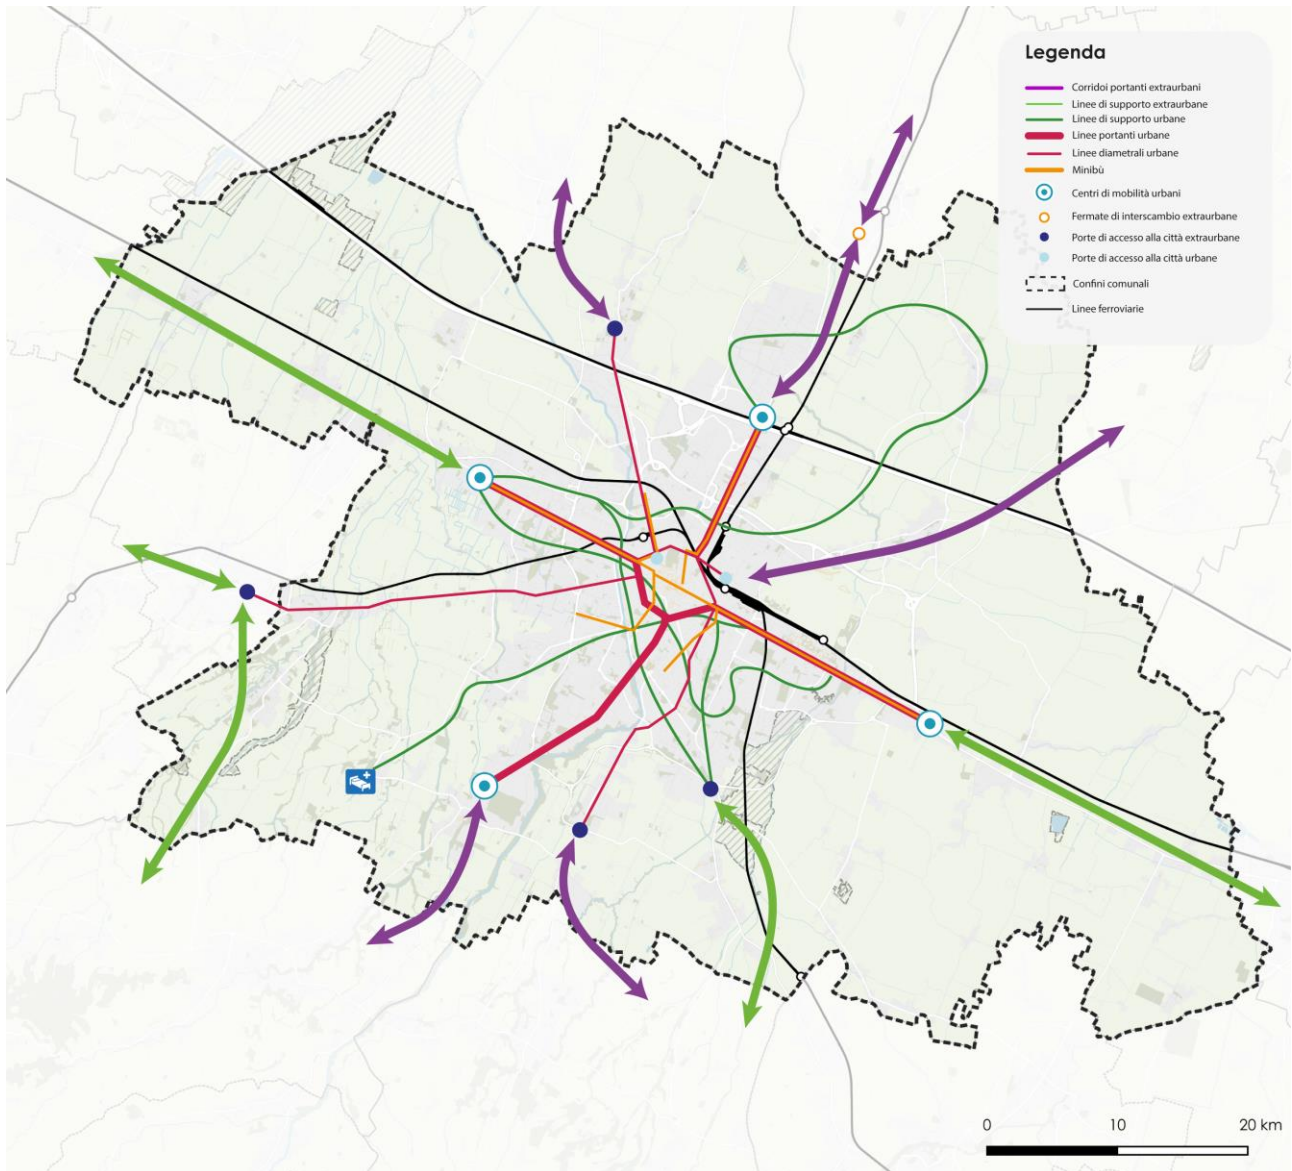 Legenda
Corridoi portanti extraurbani
Linee di supporto extraurbane
Linee di supporto urbane
Linee portanti urbane
Linee diametrali urbane
Minibù
Centri di mobilità urbani
Fermate di interscambio extraurbane
Porte di accesso alla città extraurbane
Porte di accesso alla città urbane
Confini comunali
Linee ferroviarie
0 10 20 km